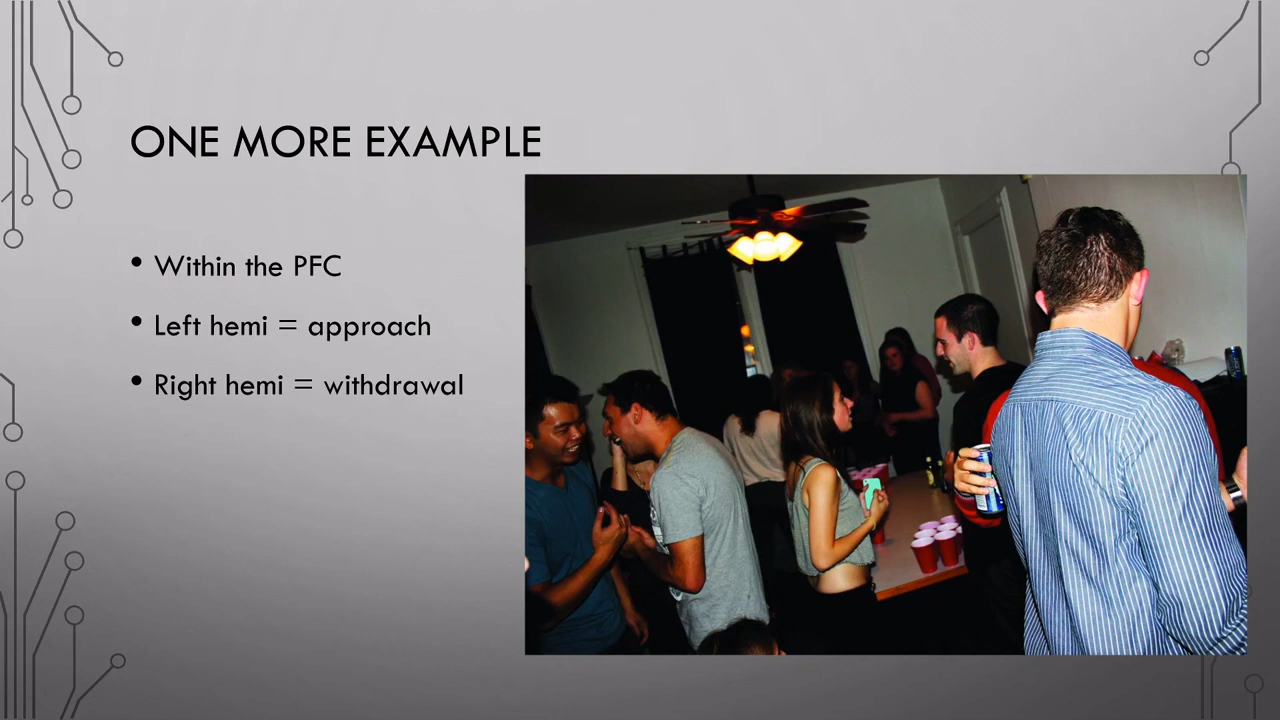 ONE MORE EXAMPLE
• Within the PFC
• Left hemi = approach
• Right hemi = withdrawal